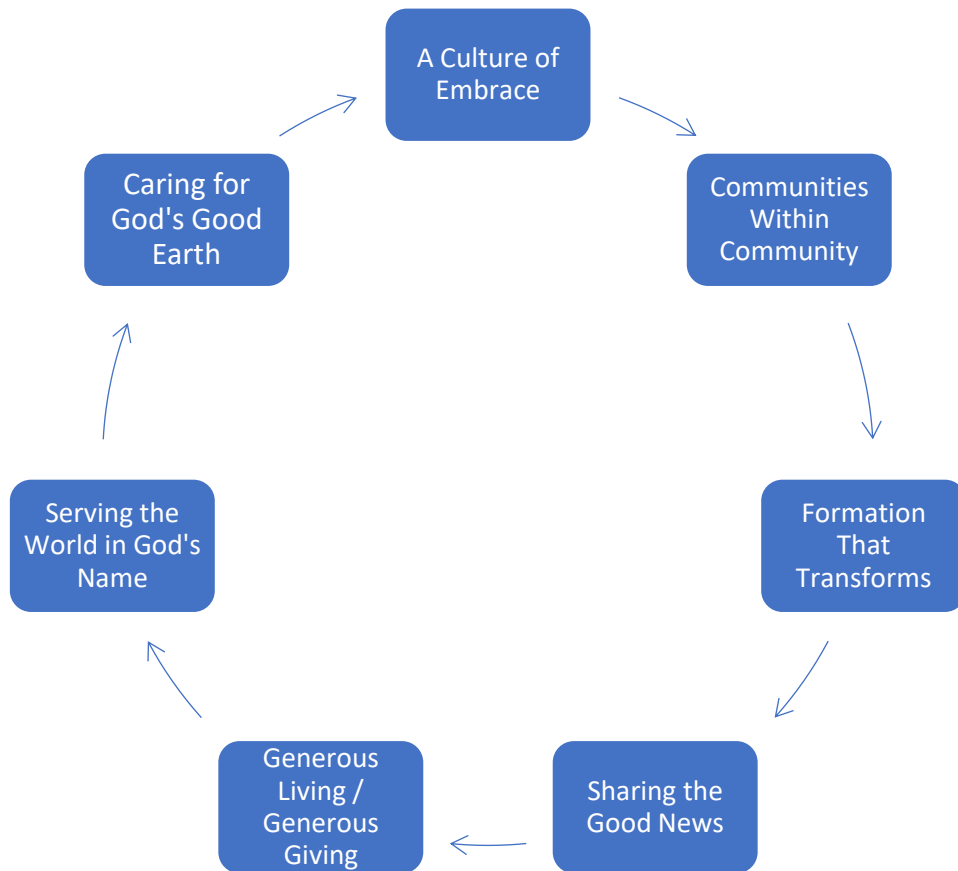 A Culture of
Embrace
Communities
Within
Community
Formation
That
Transforms
Sharing the
Good News
Generous
Living /
Generous
Giving
Serving the
World in God's
Name
Caring for
God's Good
Earth